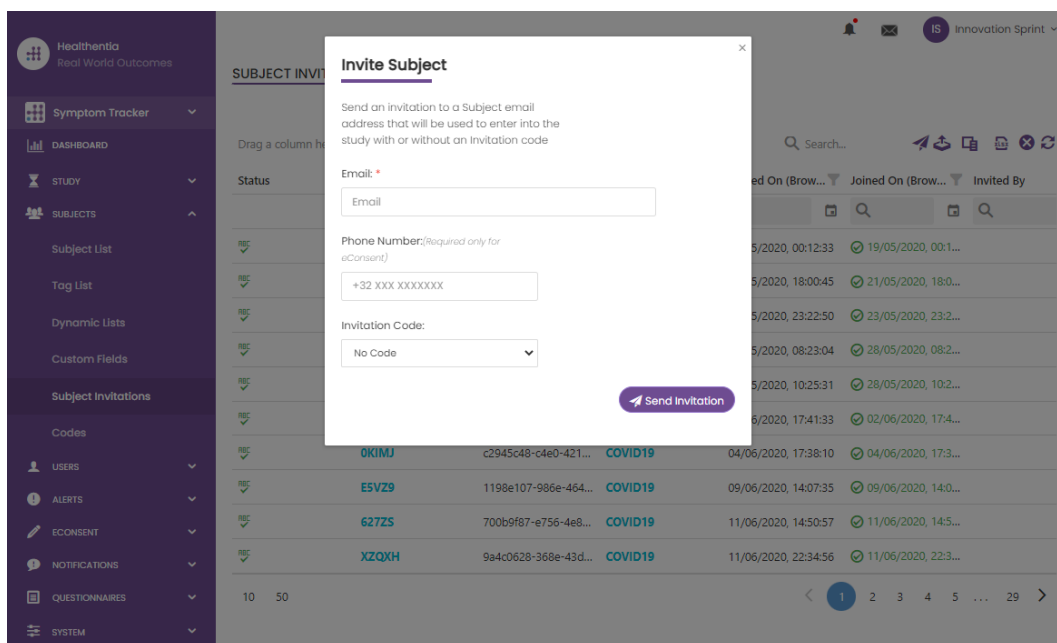 Healthentia
Real World Outcomes
IS Innovation Sprint
Symptom Tracker
DASHBOARD
STUDY
SUBJECTS
Subject List
Tag List
Dynamic Lists
Custom Fields
Subject Invitations
Codes
USERS
ALERTS
ECONSENT
NOTIFICATIONS
QUESTIONNAIRES
SYSTEM
SUBJECT INVIT
Drag a column he
Search...
Status
ed On (Brow...
Joined On (Brow...
Invited By
5/2020, 00:12:33 19/05/2020, 00:1...
5/2020, 18:00:45 21/05/2020, 18:0...
5/2020, 23:22:50 23/05/2020, 23:2...
5/2020, 08:23:04 28/05/2020, 08:2...
5/2020, 10:25:31 28/05/2020, 10:2...
6/2020, 17:41:33 02/06/2020, 17:4...
0KIMJ c2945c48-c4e0-421... COVID19 04/06/2020, 17:38:10 04/06/2020, 17:3...
E5VZ9 1198e107-986e-464... COVID19 09/06/2020, 14:07:35 09/06/2020, 14:0...
627ZS 700b9f87-e756-4e8... COVID19 11/06/2020, 14:50:57 11/06/2020, 14:5...
XZQXH 9a4c0628-368e-43d... COVID19 11/06/2020, 22:34:56 11/06/2020, 22:3...
10 50
1 2 3 4 5 ... 29
Invite Subject
Send an invitation to a Subject email
address that will be used to enter into the
study with or without an Invitation code
Email: *
Email
Phone Number:(Required only for
eConsent)
+32 XXX XXXXXXX
Invitation Code:
No Code
Send Invitation